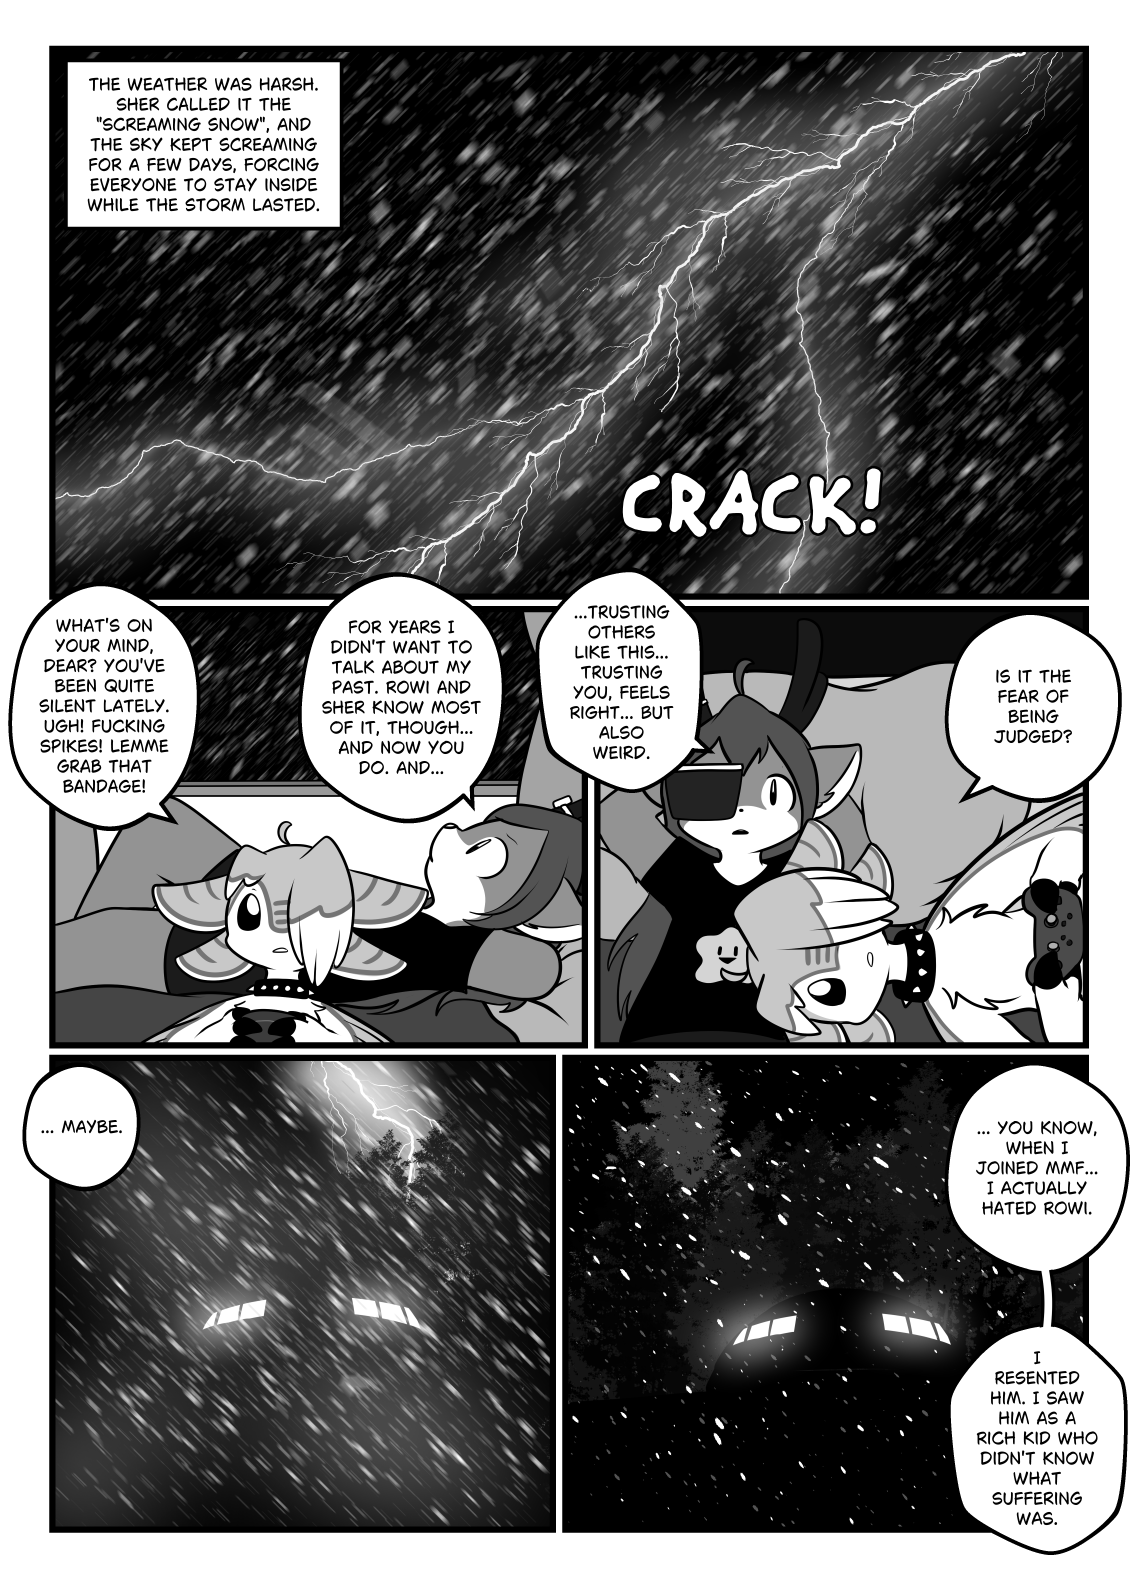 THE WEATHER WAS HARSH.
SHER CALLED IT THE
"SCREAMING SNOW", AND
THE SKY KEPT SCREAMING
FOR A FEW DAYS, FORCING
EVERYONE TO STAY INSIDE
WHILE THE STORM LASTED.
CRACK!
WHAT'S ON
YOUR MIND,
DEAR? YOU'VE
BEEN QUITE
SILENT LATELY.
UGH! FUCKING
SPIKES! LEMME
GRAB THAT
BANDAGE!
FOR YEARS I
DIDN'T WANT TO
TALK ABOUT MY
PAST. ROWI AND
SHER KNOW MOST
OF IT, THOUGH...
AND NOW YOU
DO. AND...
...TRUSTING
OTHERS
LIKE THIS...
TRUSTING
YOU, FEELS
RIGHT... BUT
ALSO
WEIRD.
IS IT THE
FEAR OF
BEING
JUDGED?
... MAYBE.
... YOU KNOW,
WHEN I
JOINED MMF...
I ACTUALLY
HATED ROWI.
I
RESENTED
HIM. I SAW
HIM AS A
RICH KID WHO
DIDN'T KNOW
WHAT
SUFFERING
WAS.